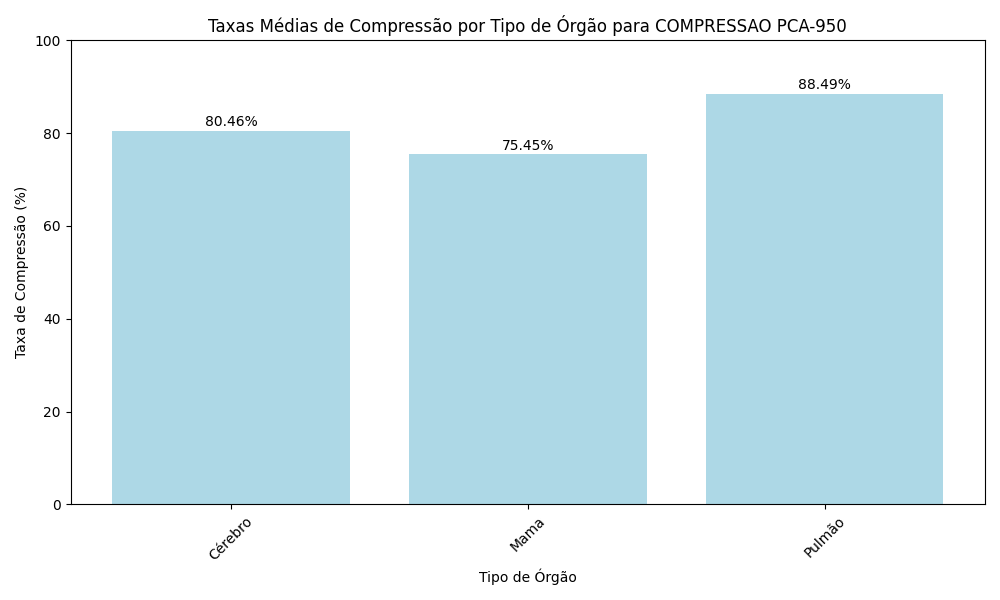 Taxas Médias de Compressão por Tipo de Órgão para COMPRESSAO PCA-950
100
80
60
40
20
0
Taxa de Compressão (%)
80.46%
75.45%
88.49%
Cérebro
Mama
Pulmão
Tipo de Órgão